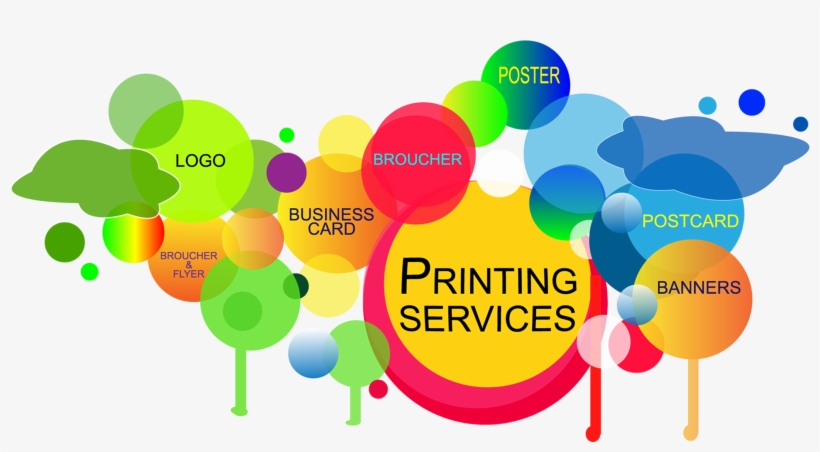 POSTER
LOGO
BROUCHER
BUSINESS
CARD
POSTCARD
BROUCHER
&
FLYER
PRINTING
SERVICES
BANNERS